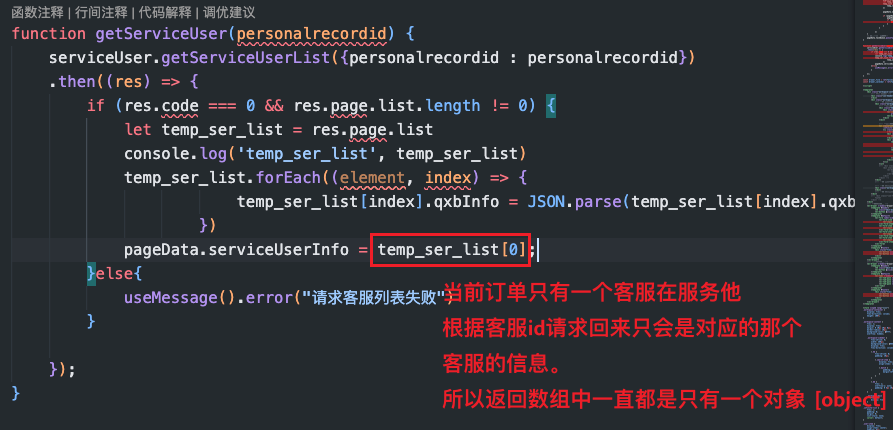 函数注释 | 行间注释 | 代码解释 | 调优建议
function getServiceUser(personalrecordid) {
serviceUser.getServiceUserList({personalrecordid : personalrecordid})
.then((res) => {
if (res.code === 0 && res.page.list.length != 0) {
let temp_ser_list = res.page.list
console.log('temp_ser_list', temp_ser_list)
temp_ser_list.forEach((element, index) => {
temp_ser_list[index].qxbInfo = JSON.parse(temp_ser_list[index].qxb
})
pageData.serviceUserInfo = temp_ser_list[0];
}else{
useMessage().error("请求客服列表失败")
}
});
}
当前订单只有一个客服在服务他
根据客服id请求回来只会是对应的那个
客服的信息。
所以返回数组中一直都是只有一个对象 [object]